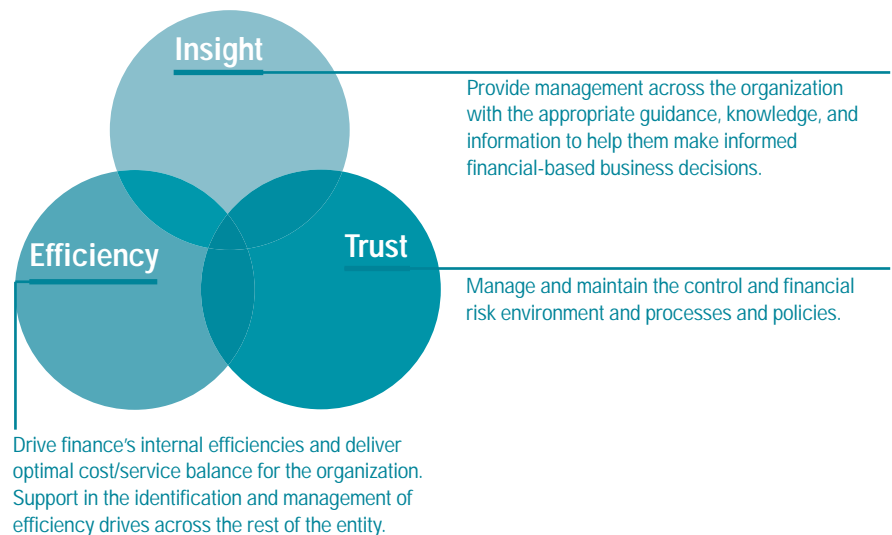 Insight
Provide management across the organization
with the appropriate guidance, knowledge, and
information to help them make informed
financial-based business decisions.
Efficiency
Trust
Manage and maintain the control and financial
risk environment and processes and policies.
Drive finance’s internal efficiencies and deliver
optimal cost/service balance for the organization.
Support in the identification and management of
efficiency drives across the rest of the entity.